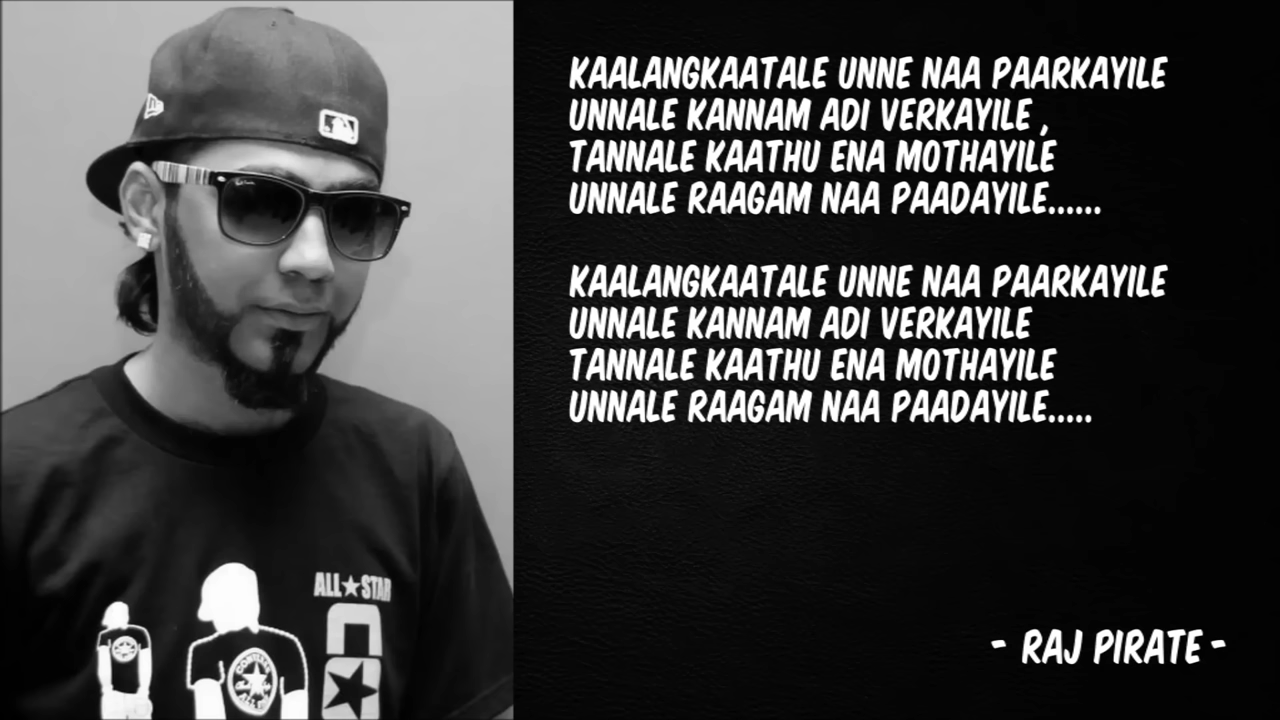 KAALANGKAATALE UNNE NAA PAARKAYILE
UNNALE KANNAM ADI VERKAYILE ,
TANNALE KAATHU ENA MOTHAYILE
UNNALE RAAGAM NAA PAADAYILE......
KAALANGKAATALE UNNE NAA PAARKAYILE
UNNALE KANNAM ADI VERKAYILE
TANNALE KAATHU ENA MOTHAYILE
UNNALE RAAGAM NAA PAADAYILE.....
- RAJ PIRATE -
ALL★STAR
CONVERSE